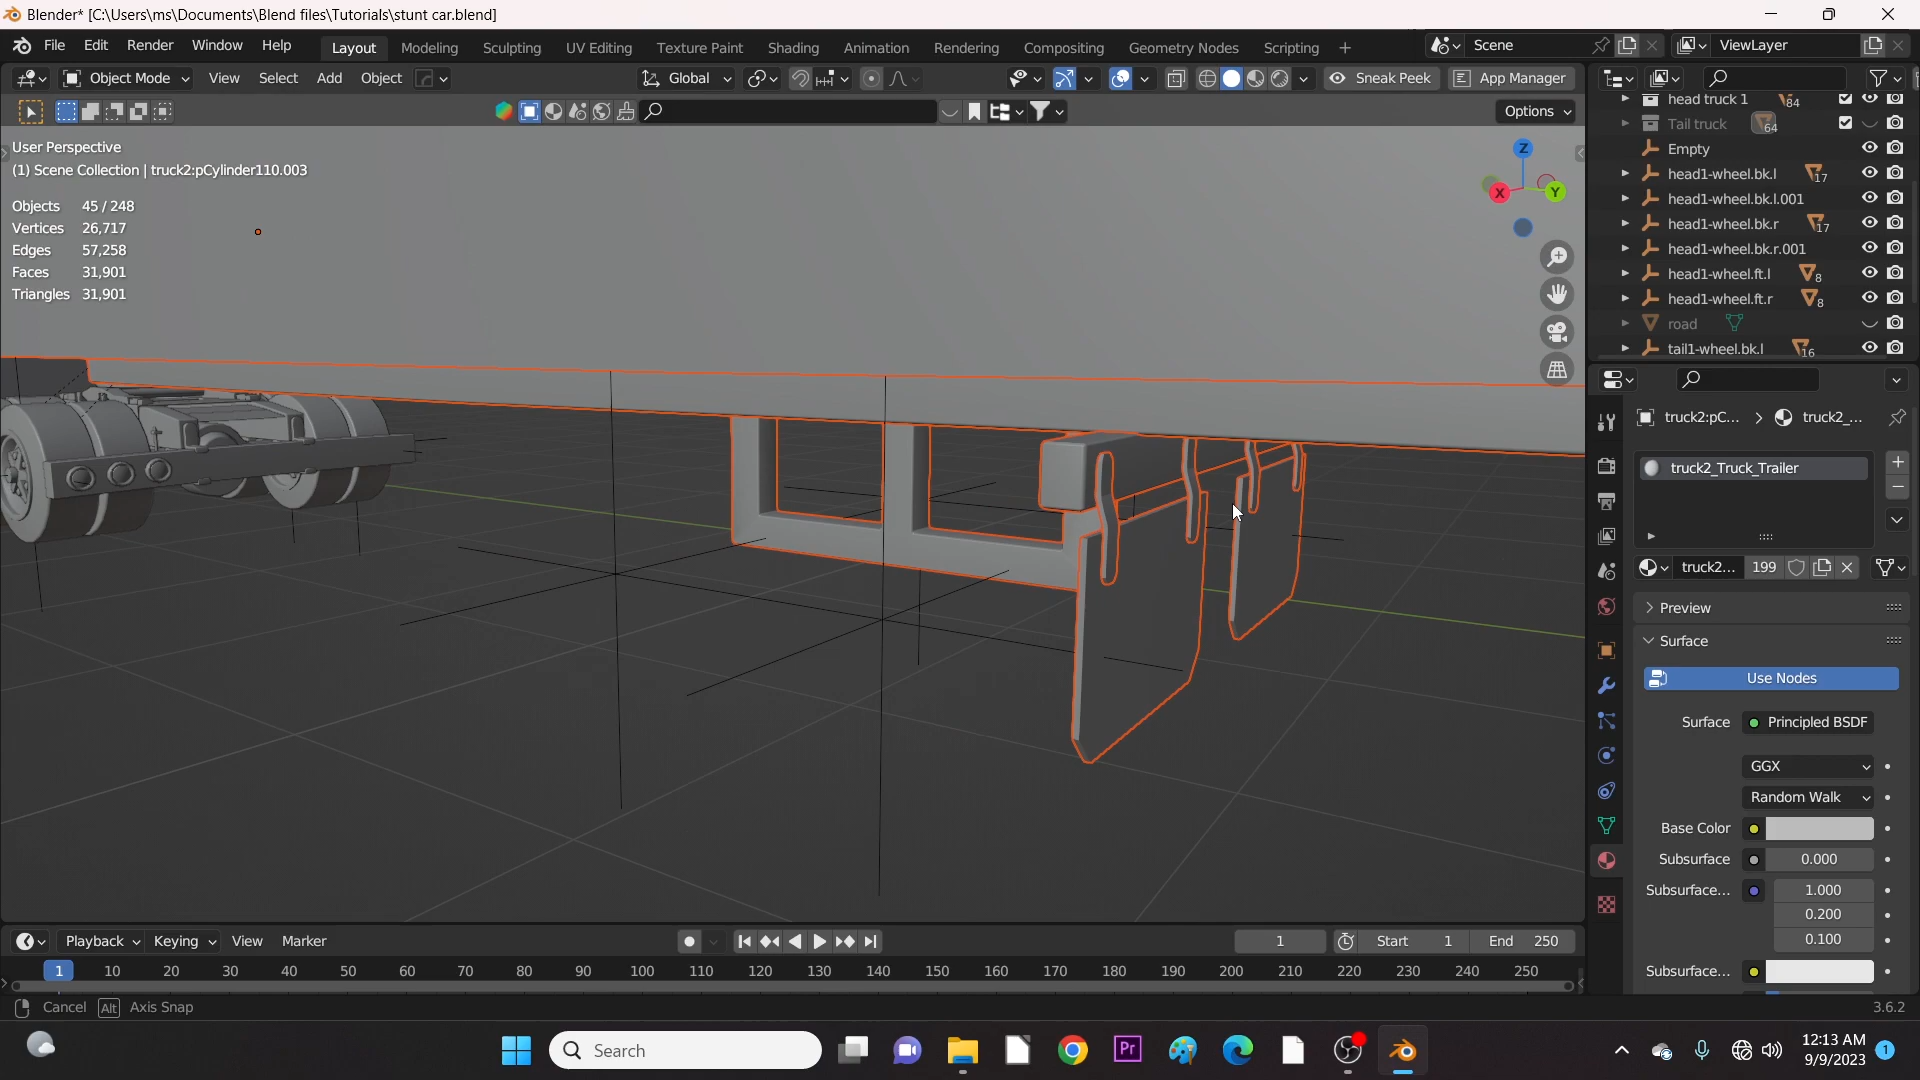 Blender* [C:\Users\ms\Documents\Blend files\Tutorials\stunt car.blend]
File Edit Render Window Help
Layout Modeling Sculpting UV Editing Texture Paint Shading Animation Rendering Compositing Geometry Nodes Scripting +
Scene
ViewLayer
Object Mode View Select Add Object
Global
Sneak Peek
App Manager
Options
User Perspective
(1) Scene Collection | truck2:pCylinder110.003
Objects 45 / 248
Vertices 26,717
Edges 57,258
Faces 31,901
Triangles 31,901
Z
X
Y
head truck 1 84
Tail truck 64
Empty
head1-wheel.bk.l 17
head1-wheel.bk.l.001
head1-wheel.bk.r 17
head1-wheel.bk.r.001
head1-wheel.ft.l 8
head1-wheel.ft.r 8
road
tail1-wheel.bk.l 16
truck2:pC... > truck2_...
truck2_Truck_Trailer
truck2... 199
Preview
Surface
Use Nodes
Surface Principled BSDF
GGX
Random Walk
Base Color
Subsurface 0.000
Subsurface... 1.000
0.200
0.100
Subsurface...
Playback Keying View Marker
1 Start 1 End 250
1 10 20 30 40 50 60 70 80 90 100 110 120 130 140 150 160 170 180 190 200 210 220 230 240 250
Cancel Alt Axis Snap
3.6.2
Search
Pr
12:13 AM
9/9/2023
1